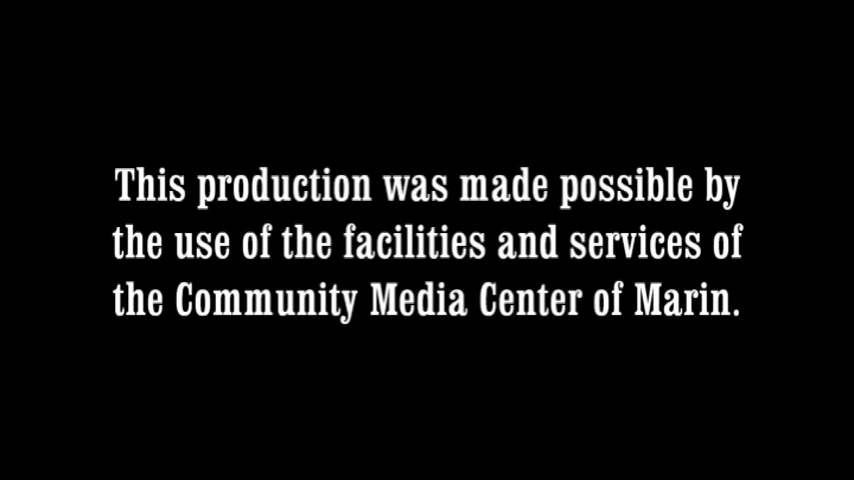 This production was made possible by
the use of the facilities and services of
the Community Media Center of Marin.